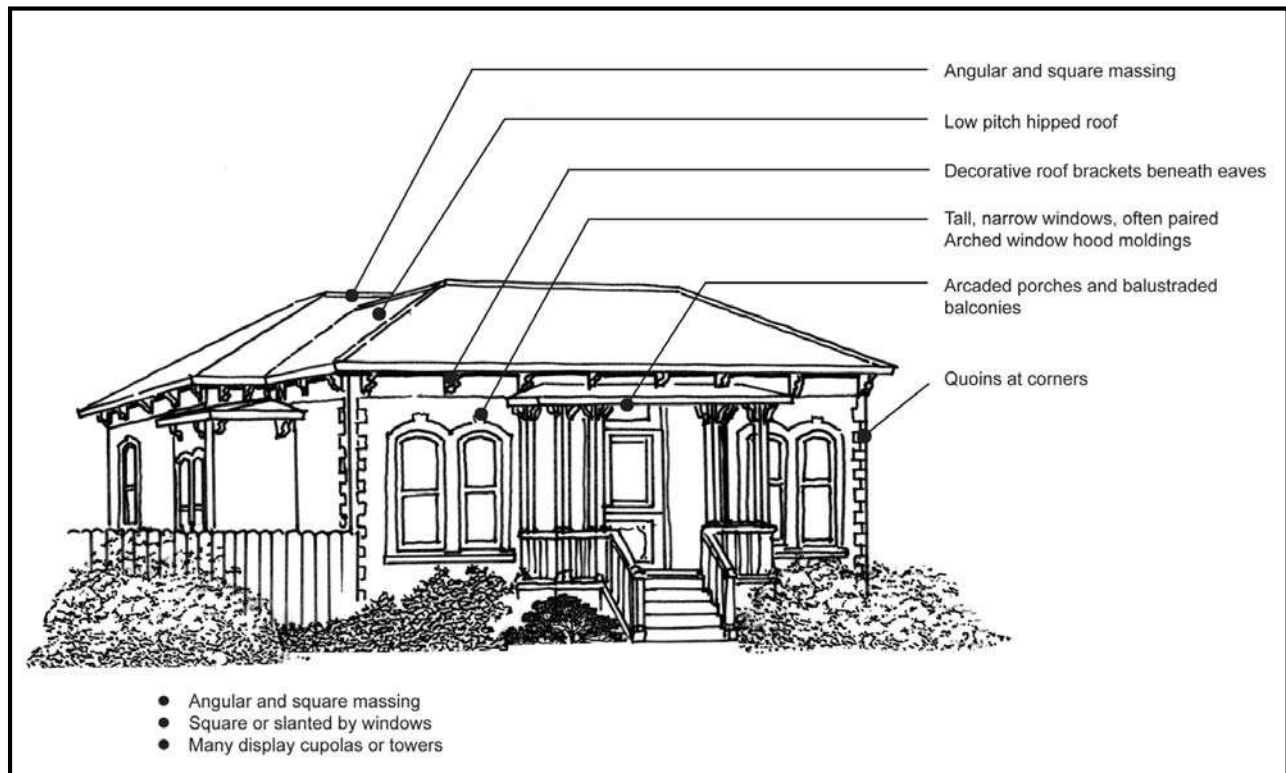 Angular and square massing
Low pitch hipped roof
Decorative roof brackets beneath eaves
Tall, narrow windows, often paired
Arched window hood moldings
Arcaded porches and balustraded
balconies
Quoins at corners
● Angular and square massing
● Square or slanted by windows
● Many display cupolas or towers